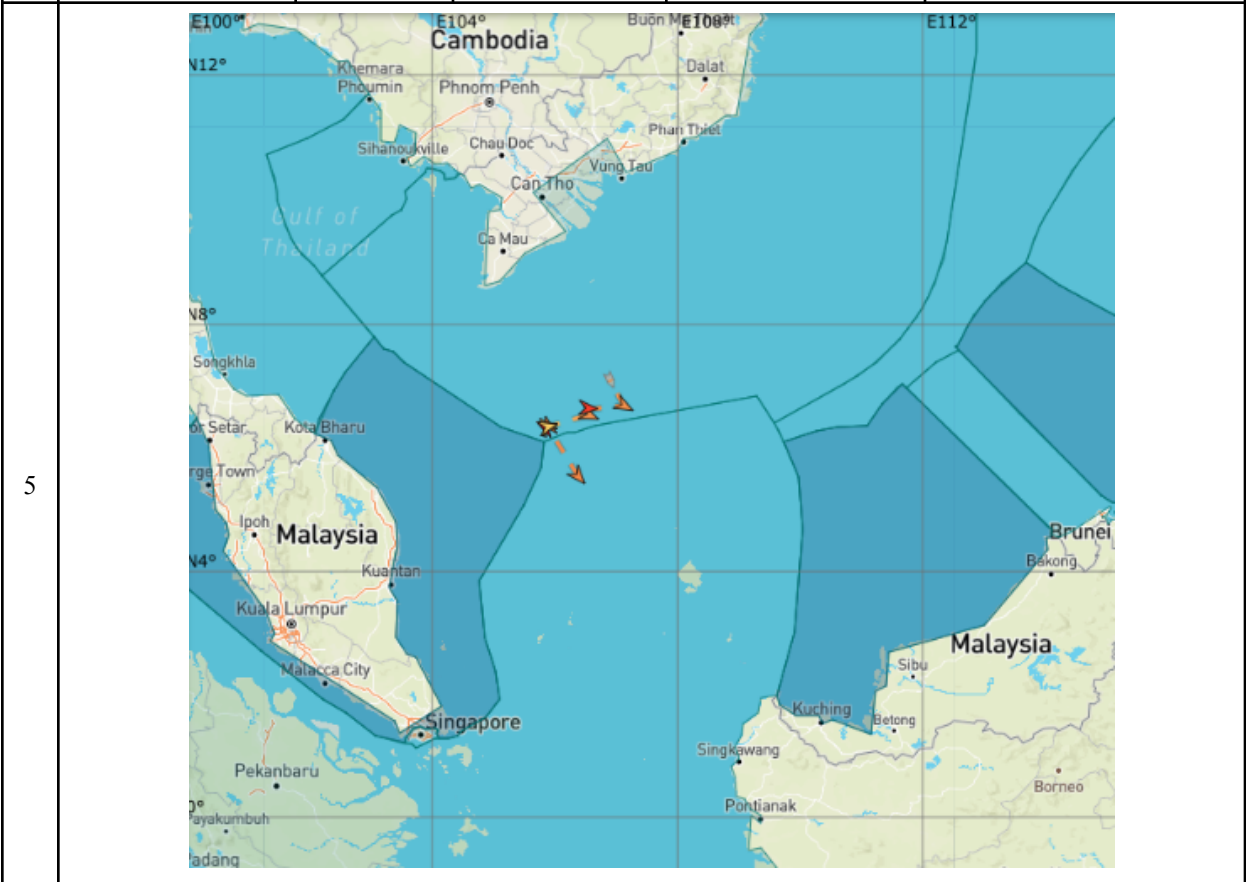 E100°
E104°
E108°
E112°
Cambodia
N12°
Khemara
Phoumin
Phnom Penh
Dalat
Sihanoukville
Chau Doc
Phan Thiet
Can Tho
Vung Tau
Gulf of
Thailand
Ca Mau
N8°
Songkhla
or Setar
Kota Bharu
rge Town
5
Ipoh
Malaysia
Brunei
N4°
Kuantan
Bakong
Kuala Lumpur
Malaysia
Malacca City
Sibu
Singapore
Kuching
Betong
Singkawang
Pekanbaru
Borneo
0°
Pontianak
Payakumbuh
Padang